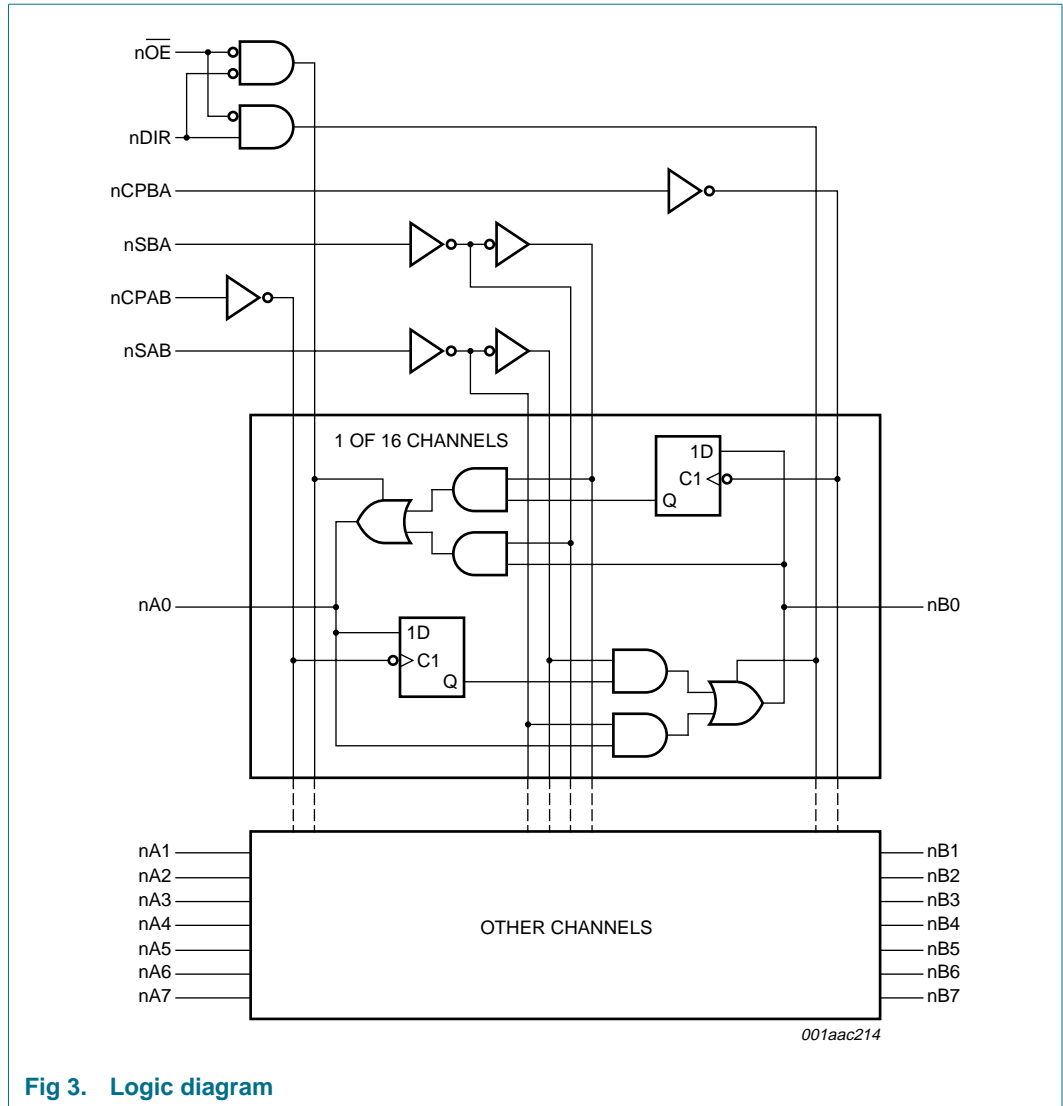 nO̅E̅
nDIR
nCPBA
nSBA
nCPAB
nSAB
1 OF 16 CHANNELS
1D
C1
Q
nA0
nB0
1D
C1
Q
nA1
nB1
nA2
nB2
nA3
nB3
nA4
nB4
OTHER CHANNELS
nA5
nB5
nA6
nB6
nA7
nB7
001aac214
Fig 3. Logic diagram